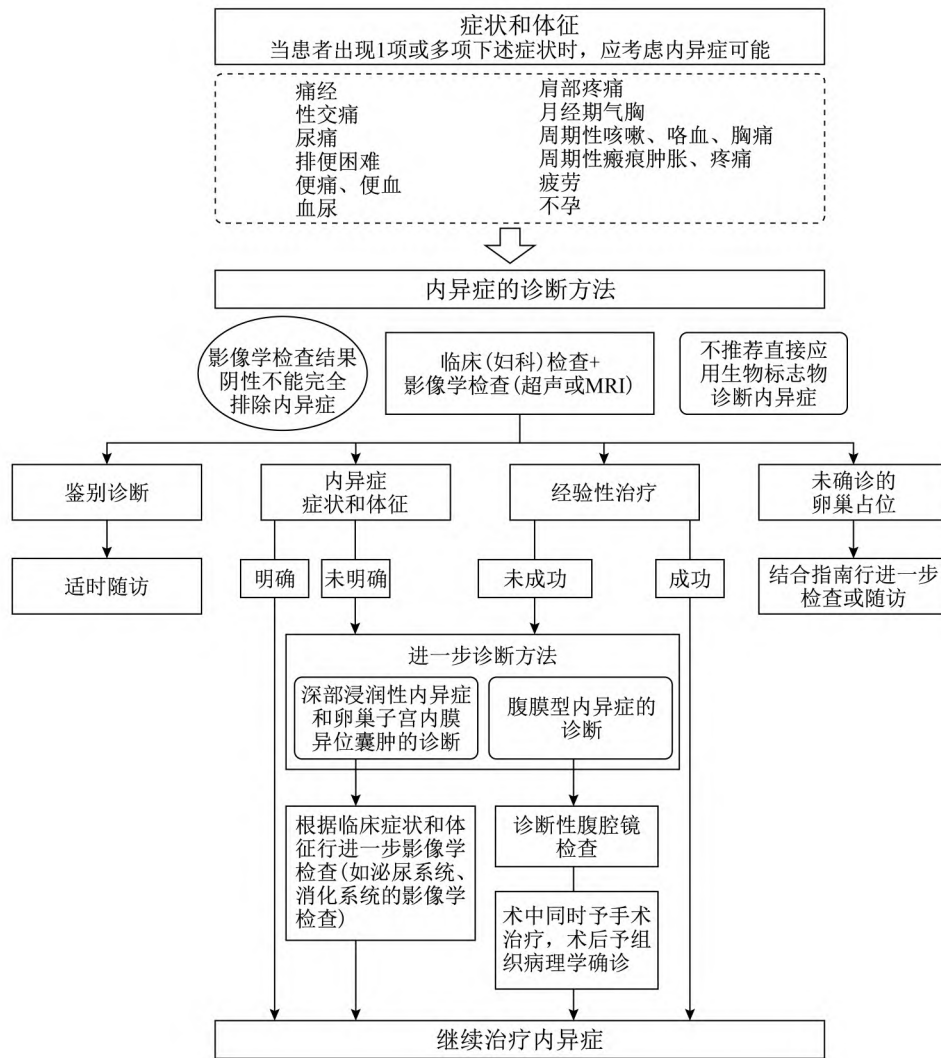 症状和体征
当患者出现1项或多项下述症状时，应考虑内异症可能
痛经
性交痛
尿痛
排便困难
便痛、便血
血尿
肩部疼痛
月经期气胸
周期性咳嗽、咯血、胸痛
周期性瘢痕肿胀、疼痛
疲劳
不孕
内异症的诊断方法
影像学检查结果
阴性不能完全
排除内异症
临床(妇科)检查+
影像学检查(超声或MRI)
不推荐直接应
用生物标志物
诊断内异症
鉴别诊断
内异症
症状和体征
经验性治疗
未确诊的
卵巢占位
适时随访
明确
未明确
未成功
成功
结合指南行进一步
检查或随访
进一步诊断方法
深部浸润性内异症
和卵巢子宫内膜
异位囊肿的诊断
腹膜型内异症的
诊断
根据临床症状和体
征行进一步影像学
检查(如泌尿系统、
消化系统的影像学
检查)
诊断性腹腔镜
检查
术中同时予手术
治疗，术后予组
织病理学确诊
继续治疗内异症